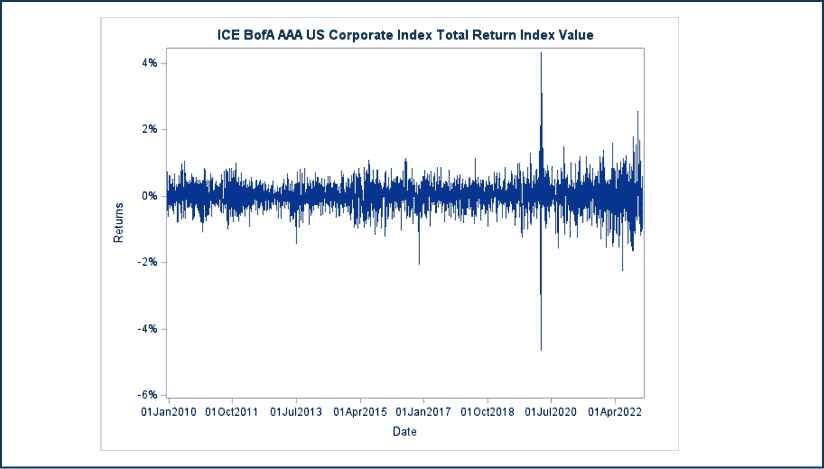 ICE BofA AAA US Corporate Index Total Return Index Value
4%
2%
0%
-2%
-4%
-6%
Returns
01Jan2010 01Oct2011 01Jul2013 01Apr2015 01Jan2017 01Oct2018 01Jul2020 01Apr2022
Date